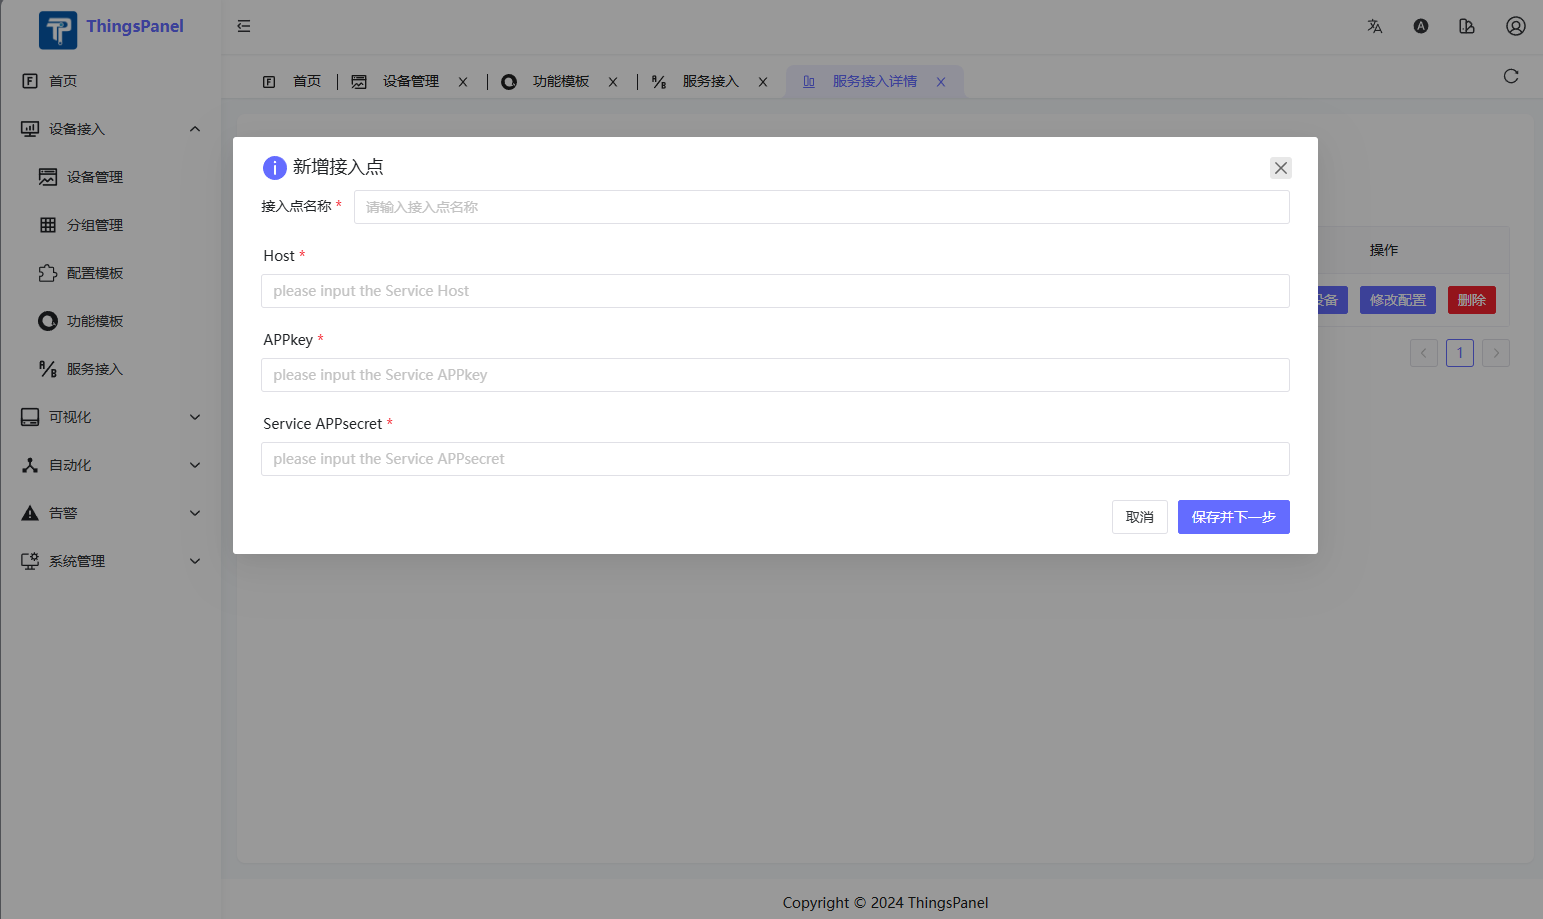 ThingsPanel
首页
设备接入
设备管理
分组管理
配置模板
功能模板
服务接入
可视化
自动化
告警
系统管理
首页 设备管理 功能模板 服务接入 服务接入详情
新增接入点
接入点名称 * 请输入接入点名称
Host *
please input the Service Host
APPkey *
please input the Service APPkey
Service APPsecret *
please input the Service APPsecret
取消 保存并下一步
操作
设备 修改配置 删除
1
Copyright © 2024 ThingsPanel